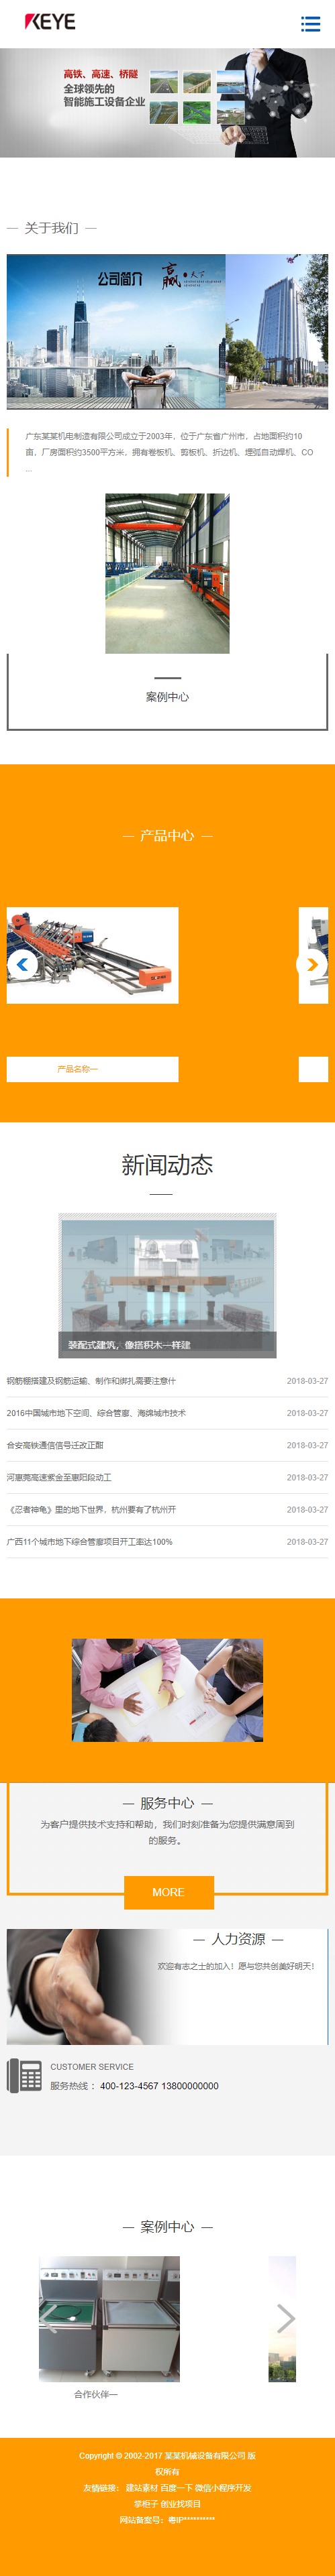 KEYE
高铁、高速、桥隧
全球领先的
智能施工设备企业
— 关于我们 —
公司简介
赢·天下
广东某某机电制造有限公司成立于2003年，位于广东省广州市，占地面积约10
亩，厂房面积约3500平方米，拥有卷板机、剪板机、折边机、埋弧自动焊机、CO
...
案例中心
— 产品中心 —
产品名称一
新闻动态
装配式建筑，像搭积木一样建
钢筋棚搭建及钢筋运输、制作和绑扎需要注意什 2018-03-27
2016中国城市地下空间、综合管廊、海绵城市技术 2018-03-27
合安高铁通信信号迁改正酣 2018-03-27
河惠莞高速紫金至惠阳段动工 2018-03-27
《忍者神龟》里的地下世界，杭州要有了杭州开 2018-03-27
广西11个城市地下综合管廊项目开工率达100% 2018-03-27
— 服务中心 —
为客户提供技术支持和帮助，我们时刻准备为您提供满意周到
的服务。
MORE
— 人力资源 —
欢迎有志之士的加入！愿与您共创美好明天！
CUSTOMER SERVICE
服务热线 ：400-123-4567 13800000000
— 案例中心 —
合作伙伴一
Copyright © 2002-2017 某某机械设备有限公司 版
权所有
友情链接： 建站素材 百度一下 微信小程序开发
掌柜子 创业找项目
网站备案号：粤IP**********